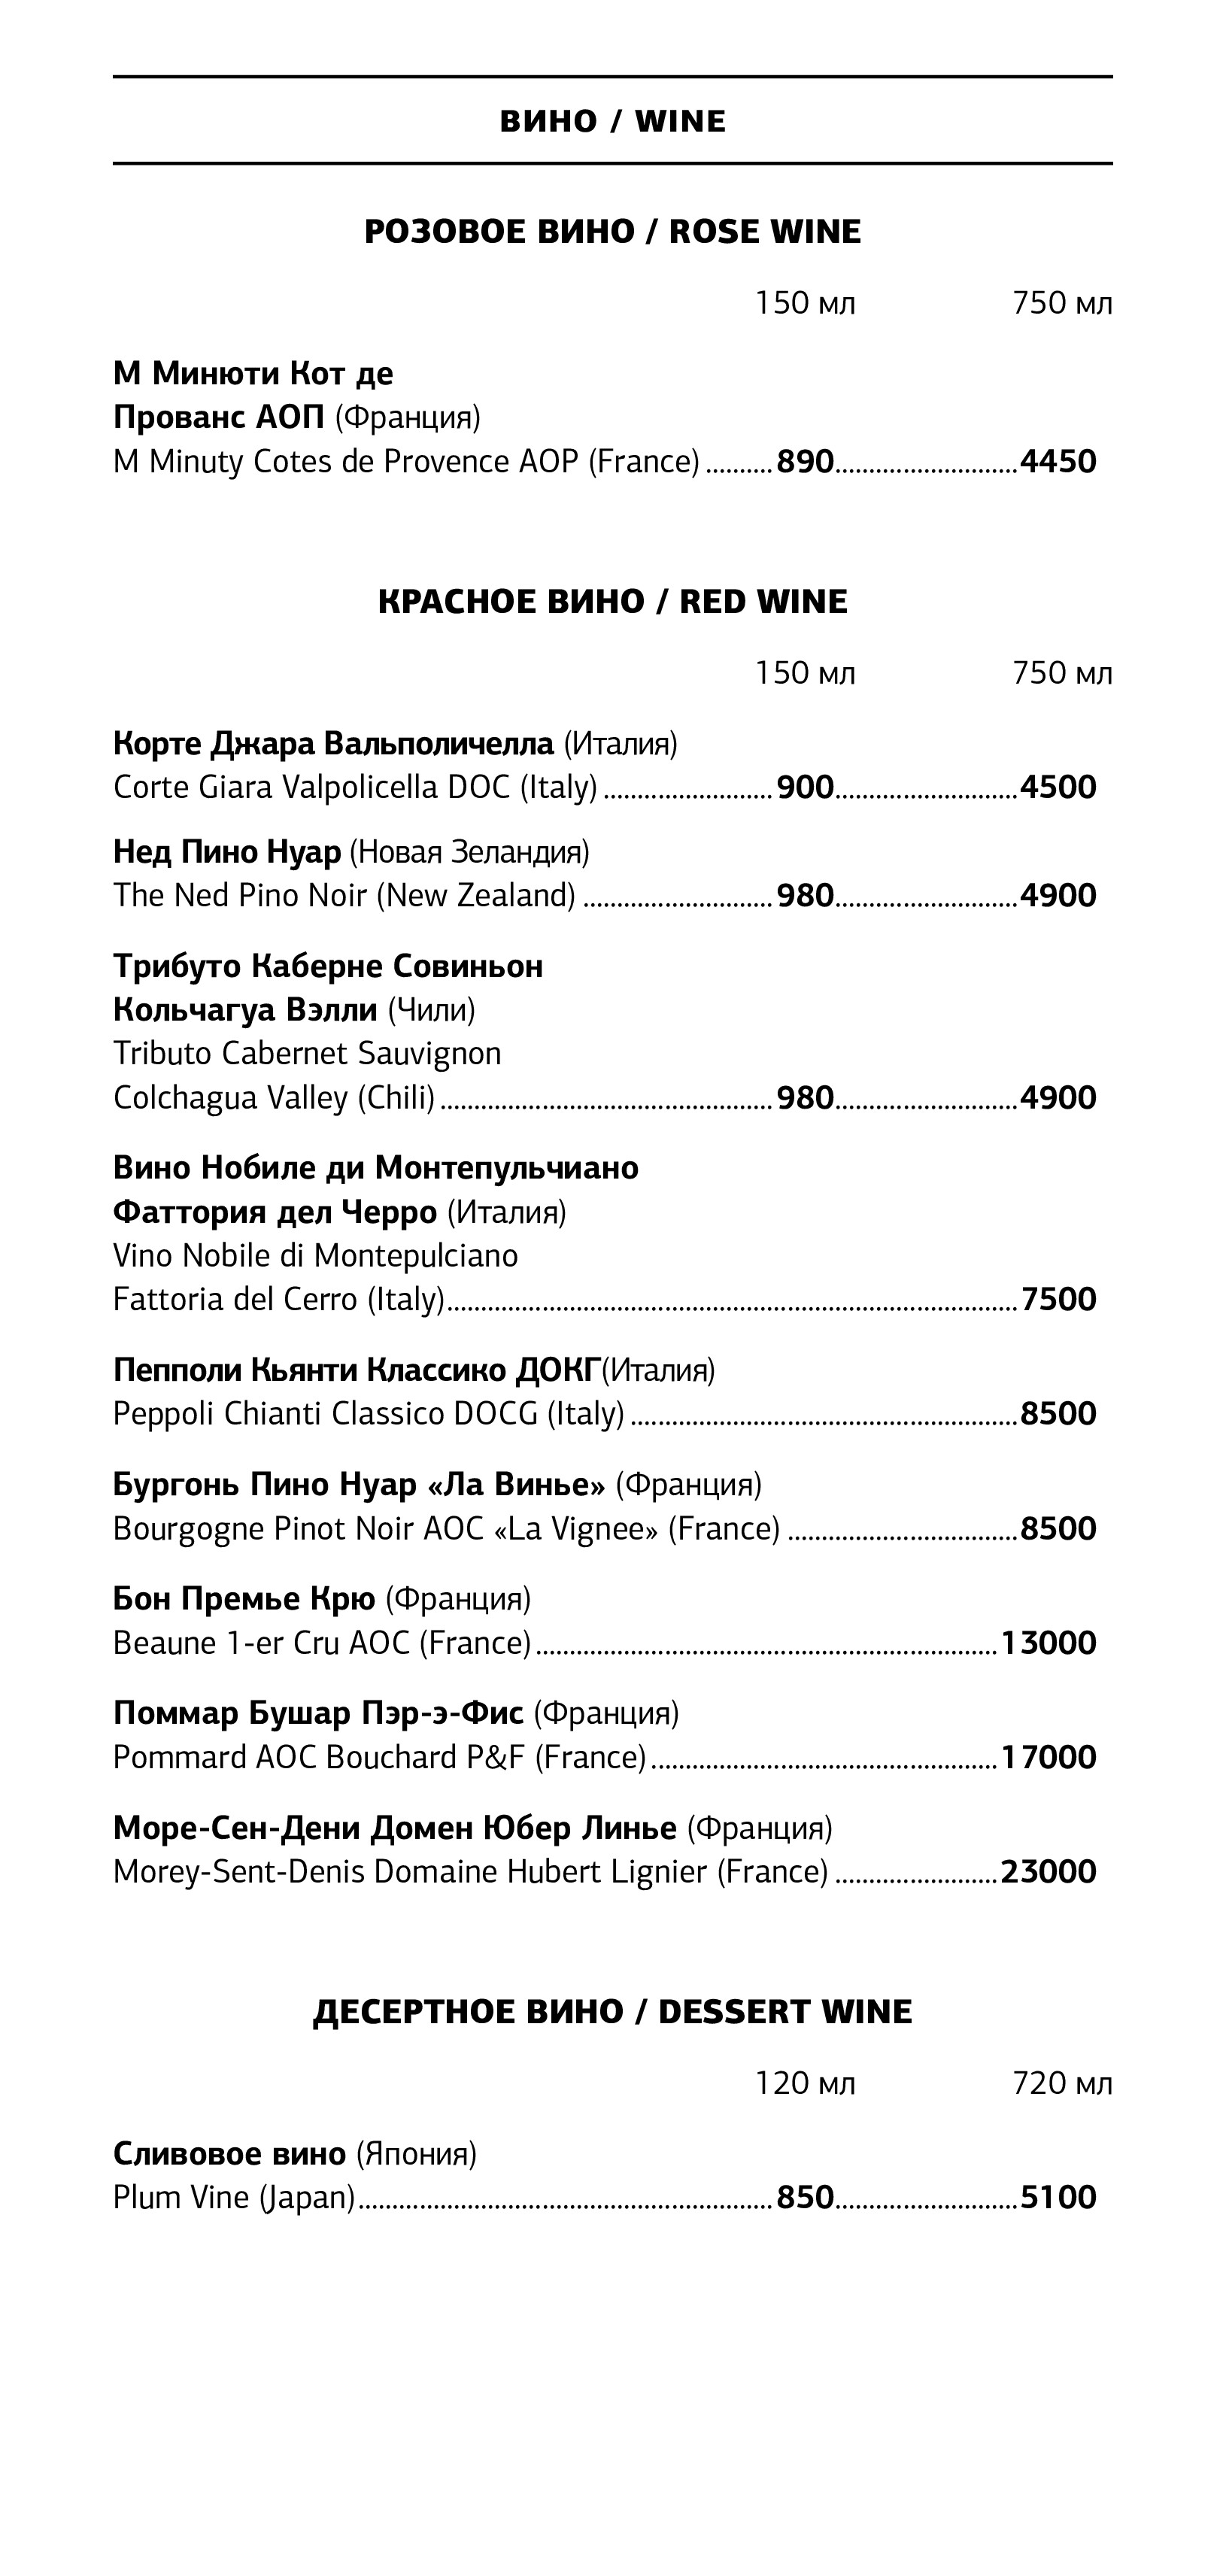 ВИНО / WINE
РОЗОВОЕ ВИНО / ROSE WINE
150 мл 750 мл
М Минюти Кот де
Прованс АОП (Франция)
M Minuty Cotes de Provence AOP (France) ..........890...........................4450
КРАСНОЕ ВИНО / RED WINE
150 мл 750 мл
Корте Джара Вальполичелла (Италия)
Corte Giara Valpolicella DOC (Italy) .........................900...........................4500
Нед Пино Нуар (Новая Зеландия)
The Ned Pino Noir (New Zealand) ............................980...........................4900
Трибуто Каберне Совиньон
Кольчагуа Вэлли (Чили)
Tributo Cabernet Sauvignon
Colchagua Valley (Chili) .................................................980...........................4900
Вино Нобиле ди Монтепульчиано
Фаттория дел Черро (Италия)
Vino Nobile di Montepulciano
Fattoria del Cerro (Italy)....................................................................................7500
Пепполи Кьянти Классико ДОКГ(Италия)
Peppoli Chianti Classico DOCG (Italy) .........................................................8500
Бургонь Пино Нуар «Ла Винье» (Франция)
Bourgogne Pinot Noir AOC «La Vignee» (France) ..................................8500
Бон Премье Крю (Франция)
Beaune 1-er Cru AOC (France) ....................................................................13000
Поммар Бушар Пэр-э-Фис (Франция)
Pommard AOC Bouchard P&F (France) ...................................................17000
Море-Сен-Дени Домен Юбер Линье (Франция)
Morey-Sent-Denis Domaine Hubert Lignier (France) ........................23000
ДЕСЕРТНОЕ ВИНО / DESSERT WINE
120 мл 720 мл
Сливовое вино (Япония)
Plum Vine (Japan).............................................................850...........................5100